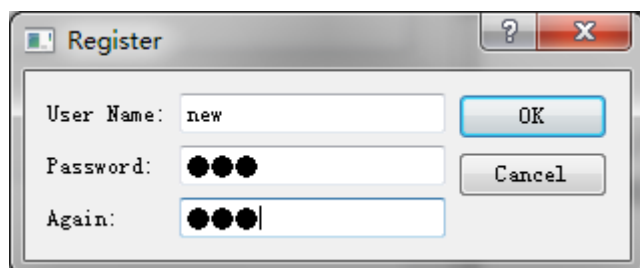 Register
User Name: new
OK
Password: ●●●
Cancel
Again: ●●●